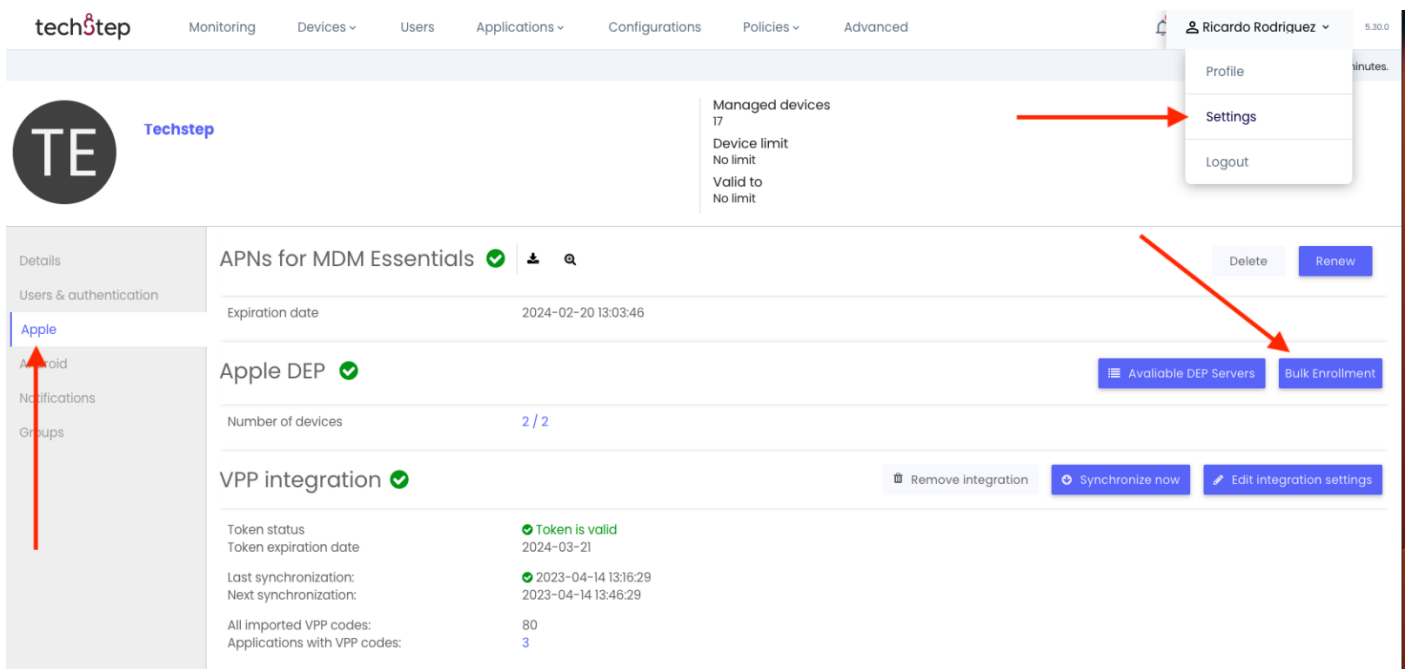 techstep
Monitoring
Devices
Users
Applications
Configurations
Policies
Advanced
Ricardo Rodriquez
5.30.0
Profile
Settings
Logout
TE
Techstep
Managed devices
17
Device limit
No limit
Valid to
No limit
Details
Users & authentication
Apple
Notifications
Groups
APNs for MDM Essentials
Delete
Renew
Expiration date
2024-02-20 13:03:46
Apple DEP
Avaliable DEP Servers
Bulk Enrollment
Number of devices
2 / 2
VPP integration
Remove integration
Synchronize now
Edit integration settings
Token status
Token is valid
Token expiration date
2024-03-21
Last synchronization:
2023-04-14 13:16:29
Next synchronization:
2023-04-14 13:46:29
All imported VPP codes:
80
Applications with VPP codes:
3